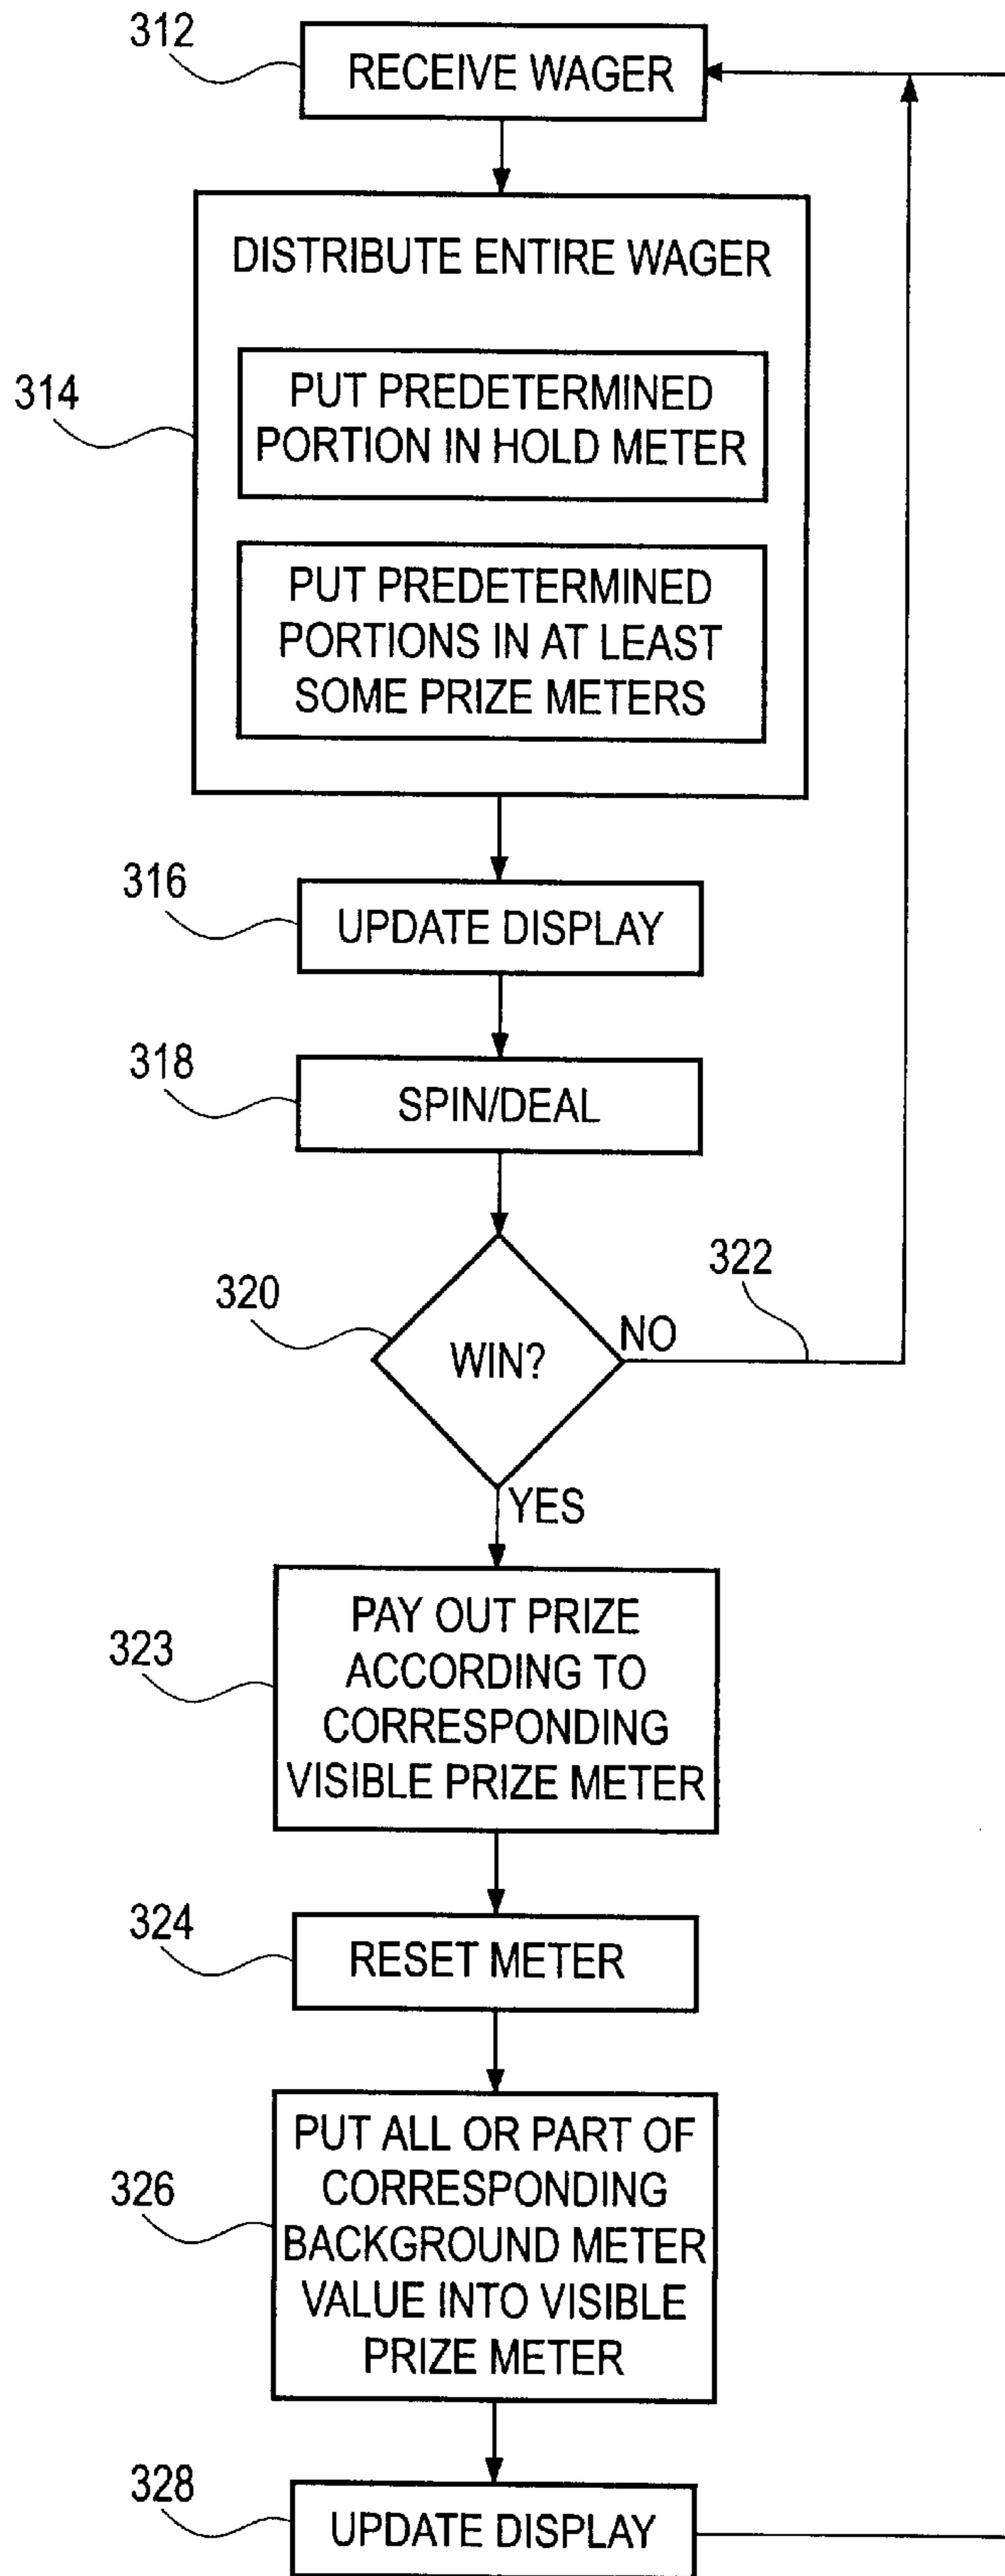 312
RECEIVE WAGER
DISTRIBUTE ENTIRE WAGER
314
PUT PREDETERMINED
PORTION IN HOLD METER
PUT PREDETERMINED
PORTIONS IN AT LEAST
SOME PRIZE METERS
316
UPDATE DISPLAY
318
SPIN/DEAL
320
WIN?
NO
322
YES
323
PAY OUT PRIZE
ACCORDING TO
CORRESPONDING
VISIBLE PRIZE METER
324
RESET METER
326
PUT ALL OR PART OF
CORRESPONDING
BACKGROUND METER
VALUE INTO VISIBLE
PRIZE METER
328
UPDATE DISPLAY